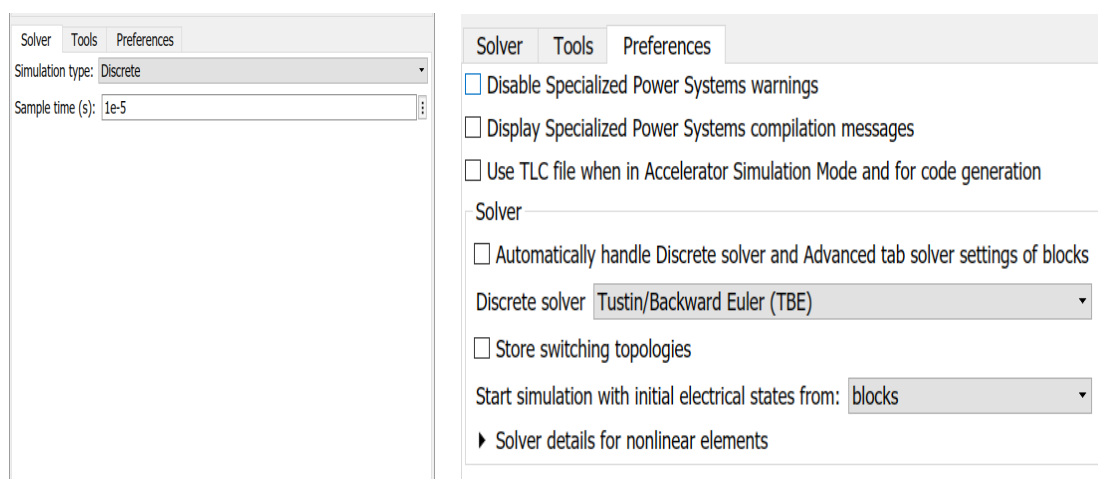 Solver Tools Preferences
Simulation type: Discrete
Sample time (s): 1e-5
Solver Tools Preferences
Disable Specialized Power Systems warnings
Display Specialized Power Systems compilation messages
Use TLC file when in Accelerator Simulation Mode and for code generation
Solver
Automatically handle Discrete solver and Advanced tab solver settings of blocks
Discrete solver Tustin/Backward Euler (TBE)
Store switching topologies
Start simulation with initial electrical states from: blocks
Solver details for nonlinear elements